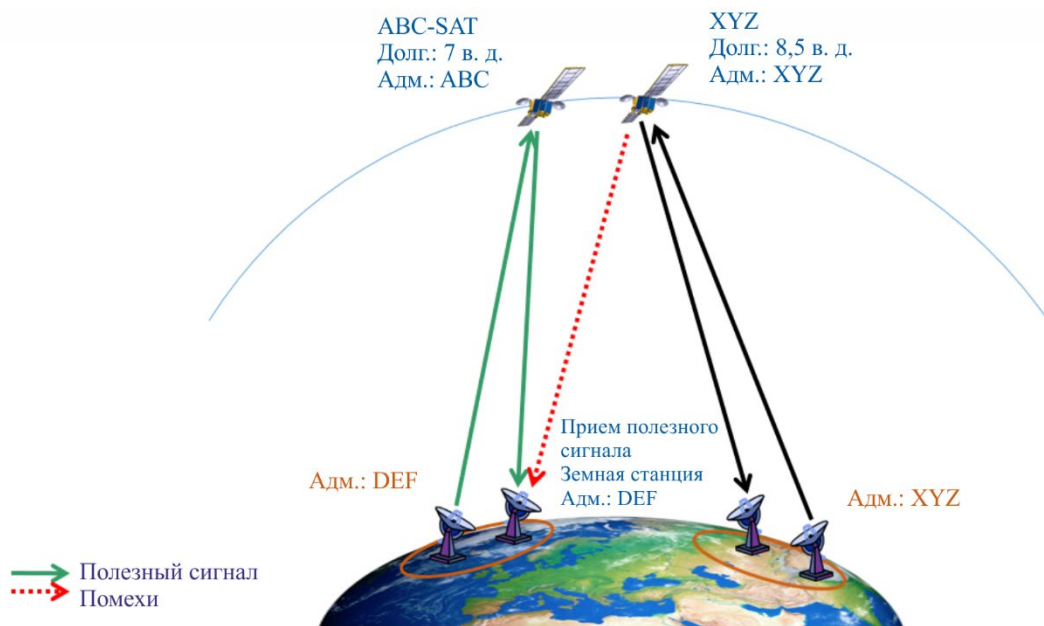 ABC-SAT
Долг.: 7 в. д.
Адм.: ABC
XYZ
Долг.: 8,5 в. д.
Адм.: XYZ
Прием полезного
сигнала
Земная станция
Адм.: DEF
Адм.: DEF
Адм.: XYZ
Полезный сигнал
Помехи